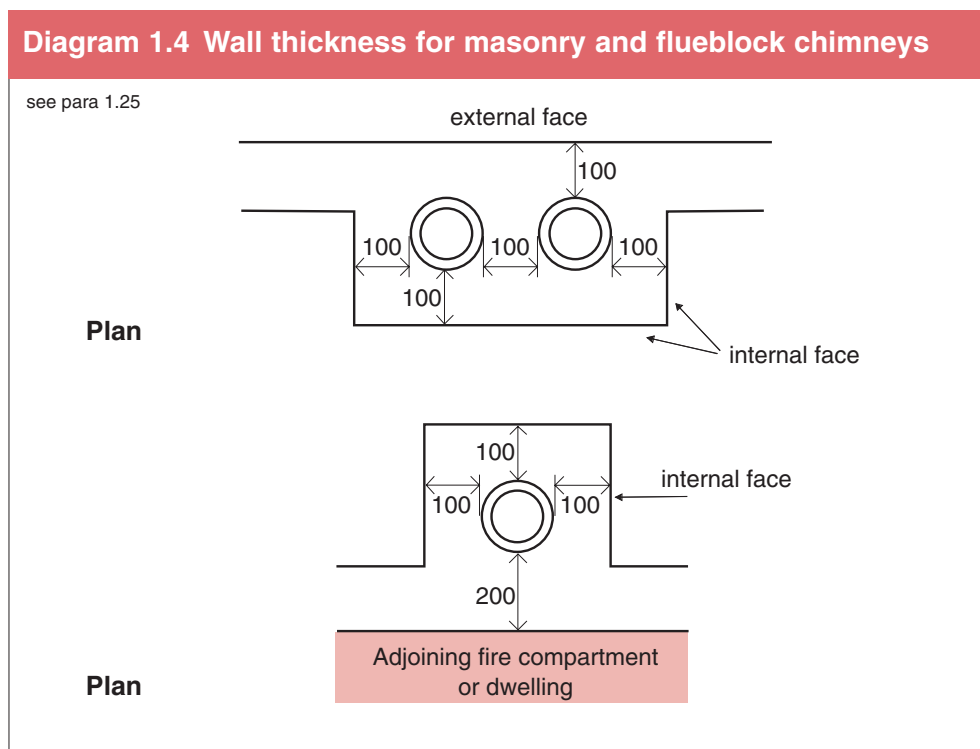 Diagram 1.4 Wall thickness for masonry and flueblock chimneys
see para 1.25
external face
100
100
100
100
100
Plan
internal face
100
internal face
100
100
200
Adjoining fire compartment
or dwelling
Plan